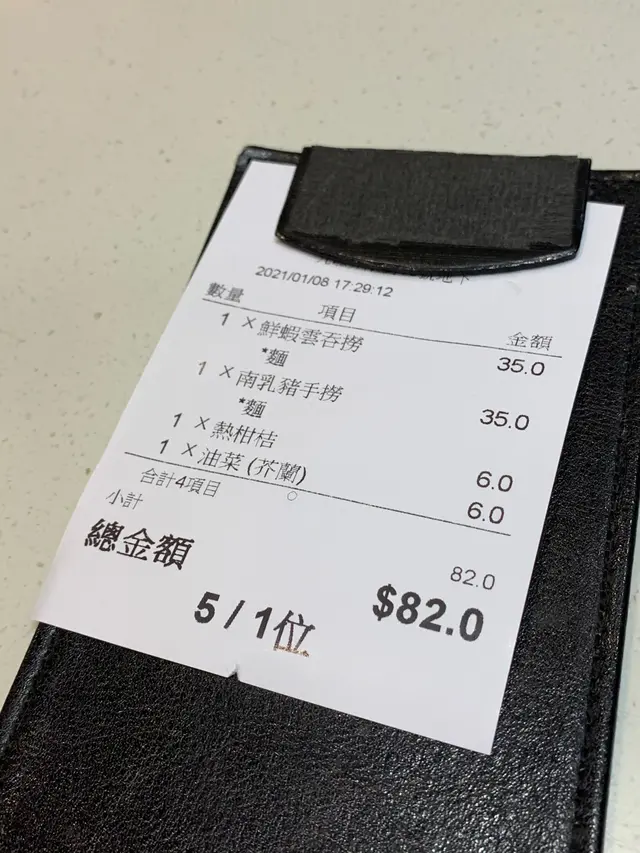 2021/01/08 17:29:12
數量 項目 金額
1 X 鮮蝦雲吞撈 35.0
*麵
1 X 南乳豬手撈 35.0
*麵
1 X 熱柑桔 6.0
1 X 油菜 (芥蘭) 6.0
合計4項目
小計 82.0
總金額 $82.0
5 / 1位